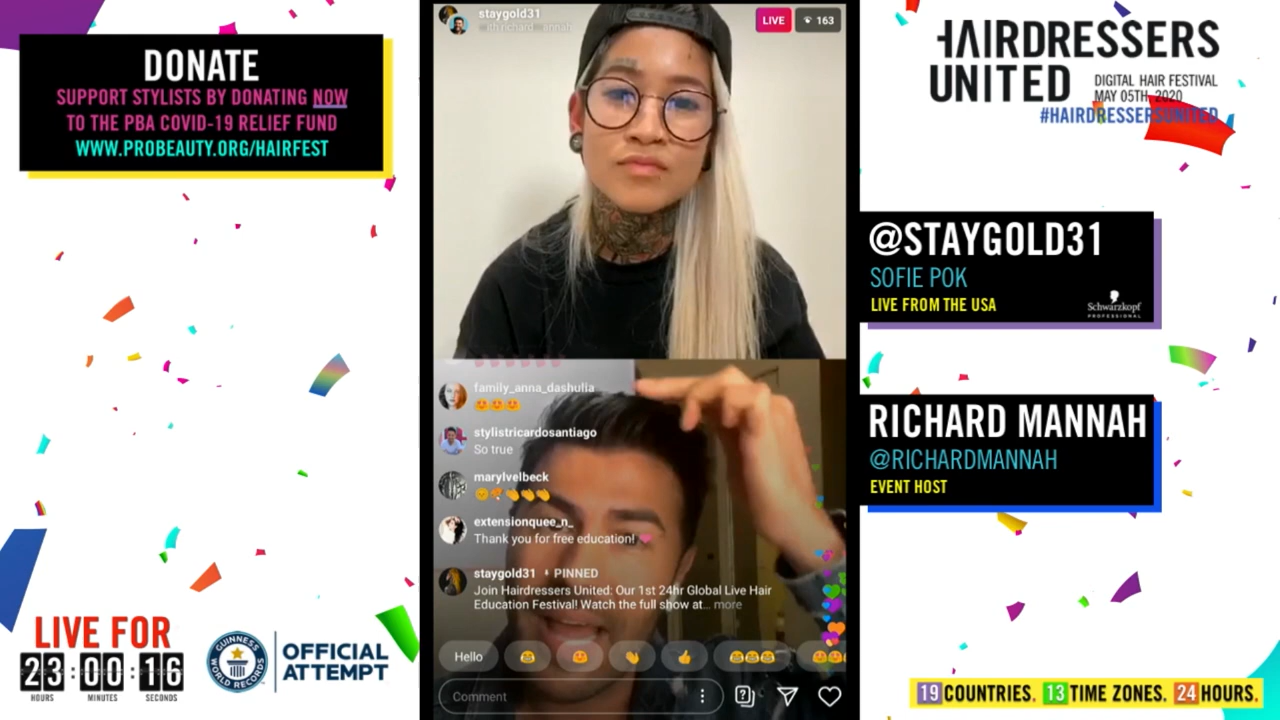 DONATE
SUPPORT STYLISTS BY DONATING NOW
TO THE PBA COVID-19 RELIEF FUND
WWW.PROBEAUTY.ORG/HAIRFEST
LIVE FOR
23:00:16
HOURS MINUTES SECONDS
GUINNESS
WORLD RECORDS
OFFICIAL
ATTEMPT
staygold31
LIVE
163
family_anna_dashulia
😍😍😍
stylistricardosantiago
So true
marylvelbeck
extensionquee_n_
Thank you for free education!
staygold31 PINNED
Join Hairdressers United: Our 1st 24hr Global Live Hair
Education Festival! Watch the full show at... more
Hello
Comment
HAIRDRESSERS
UNITED
DIGITAL HAIR FESTIVAL
MAY 05TH, 2020
#HAIRDRESSERSUNITED
@STAYGOLD31
SOFIE POK
LIVE FROM THE USA
Schwarzkopf
PROFESSIONAL
RICHARD MANNAH
@RICHARDMANNAH
EVENT HOST
19 COUNTRIES. 13 TIME ZONES. 24 HOURS.